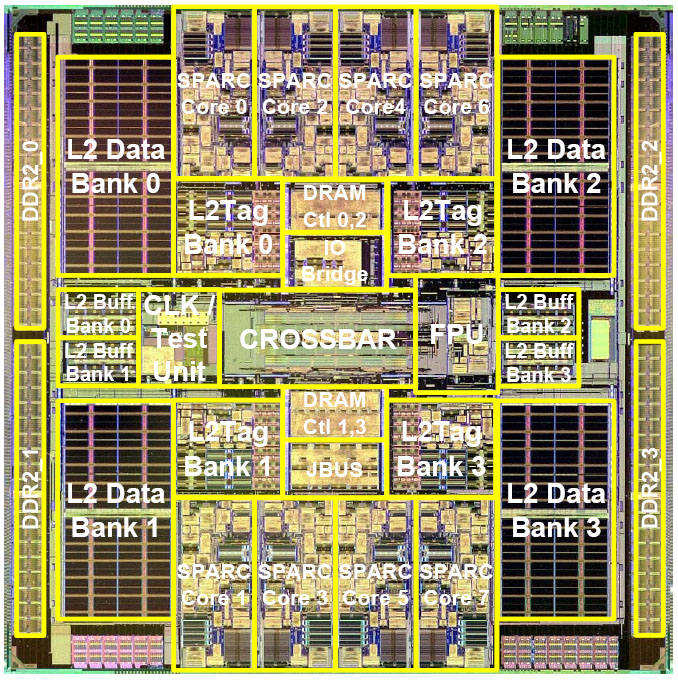 SPARC
Core 0
SPARC
Core 2
SPARC
Core4
SPARC
Core 6
DDR2_0
L2 Data
Bank 0
L2 Data
Bank 2
DDR2_2
L2Tag
Bank 0
DRAM
Ctl 0,2
IO
Bridge
L2Tag
Bank 2
L2 Buff
Bank 0
L2 Buff
Bank 1
CLK /
Test
Unit
CROSSBAR
FPU
L2 Buff
Bank 2
L2 Buff
Bank 3
DDR2_1
L2 Data
Bank 1
L2Tag
Bank 1
DRAM
Ctl 1,3
JBUS
L2Tag
Bank 3
L2 Data
Bank 3
DDR2_3
SPARC
Core 1
SPARC
Core 3
SPARC
Core 5
SPARC
Core 7